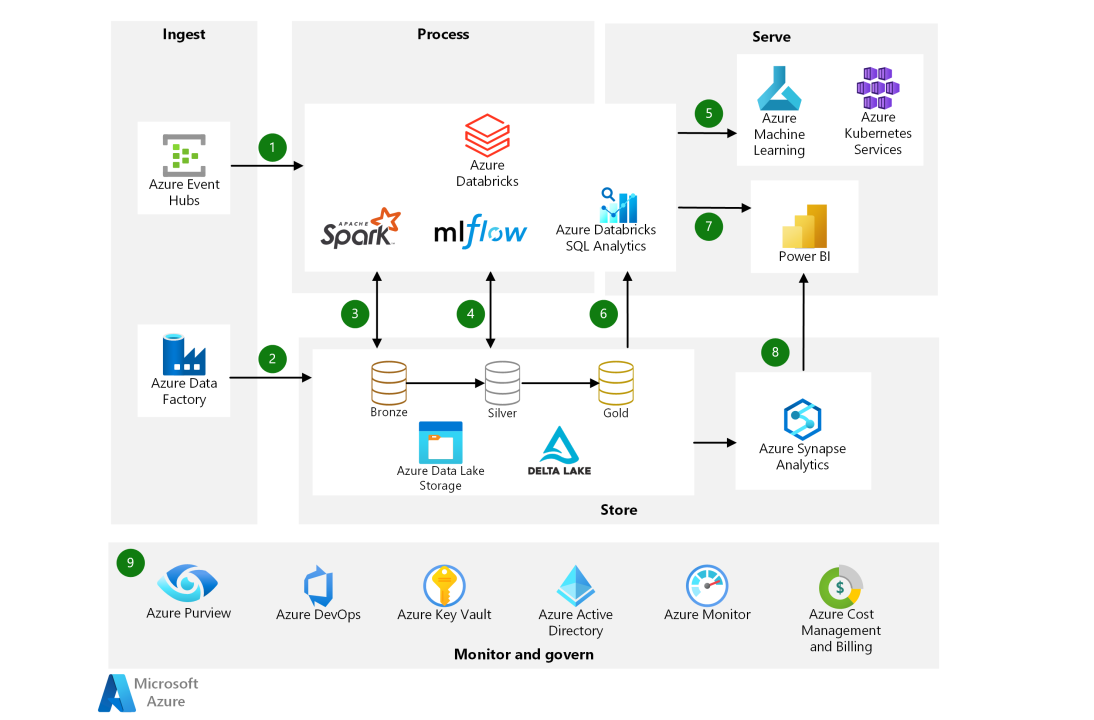 Ingest
Process
Serve
Azure Event
Hubs
1
Azure
Databricks
APACHE
Spark™
mlflow
Azure Databricks
SQL Analytics
5
Azure
Machine
Learning
Azure
Kubernetes
Services
7
Power BI
3
4
6
8
Azure Data
Factory
2
Bronze
Silver
Gold
Azure Data Lake
Storage
DELTA LAKE
Azure Synapse
Analytics
Store
9
Azure Purview
Azure DevOps
Azure Key Vault
Azure Active
Directory
Azure Monitor
$
Azure Cost
Management
and Billing
Monitor and govern
Microsoft
Azure